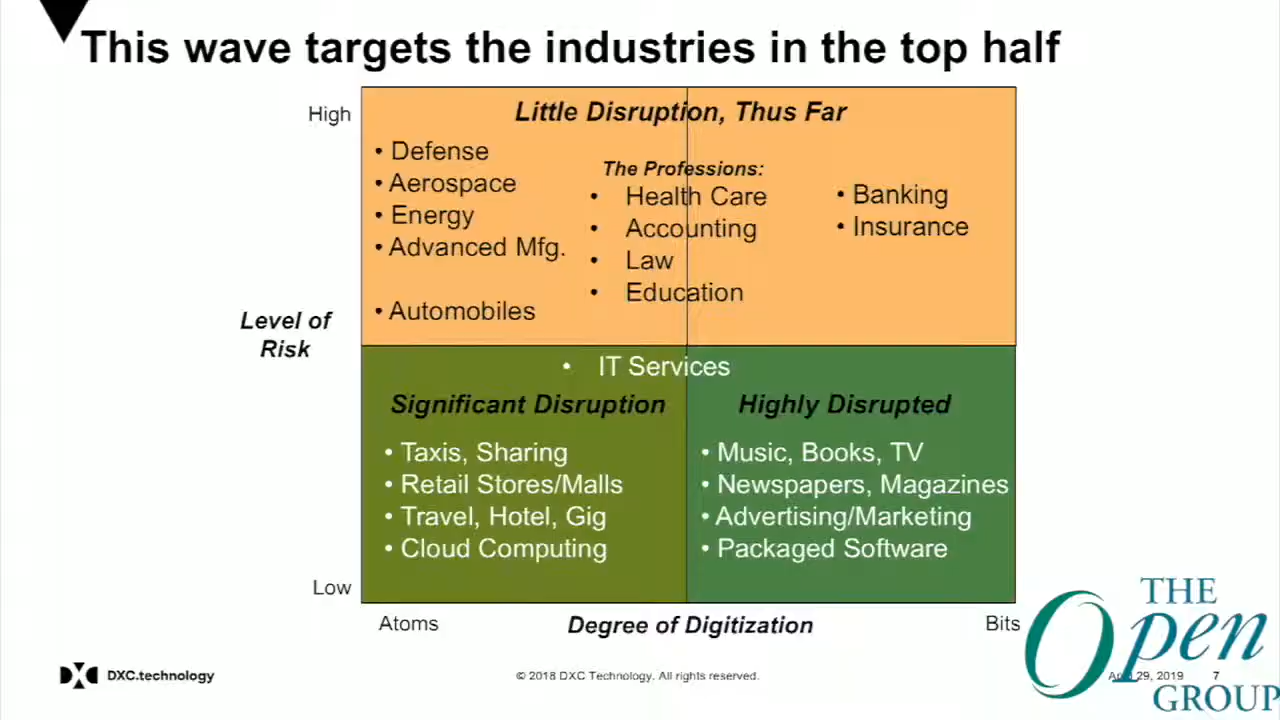 This wave targets the industries in the top half
High
Little Disruption, Thus Far
• Defense
• Aerospace
• Energy
• Advanced Mfg.
• Automobiles
The Professions:
• Health Care
• Accounting
• Law
• Education
• Banking
• Insurance
Level of
Risk
• IT Services
Significant Disruption
• Taxis, Sharing
• Retail Stores/Malls
• Travel, Hotel, Gig
• Cloud Computing
Highly Disrupted
• Music, Books, TV
• Newspapers, Magazines
• Advertising/Marketing
• Packaged Software
Low
Atoms
Degree of Digitization
Bits
DXC.technology
© 2018 DXC Technology. All rights reserved.
29, 2019
7
THE
Open
GROUP